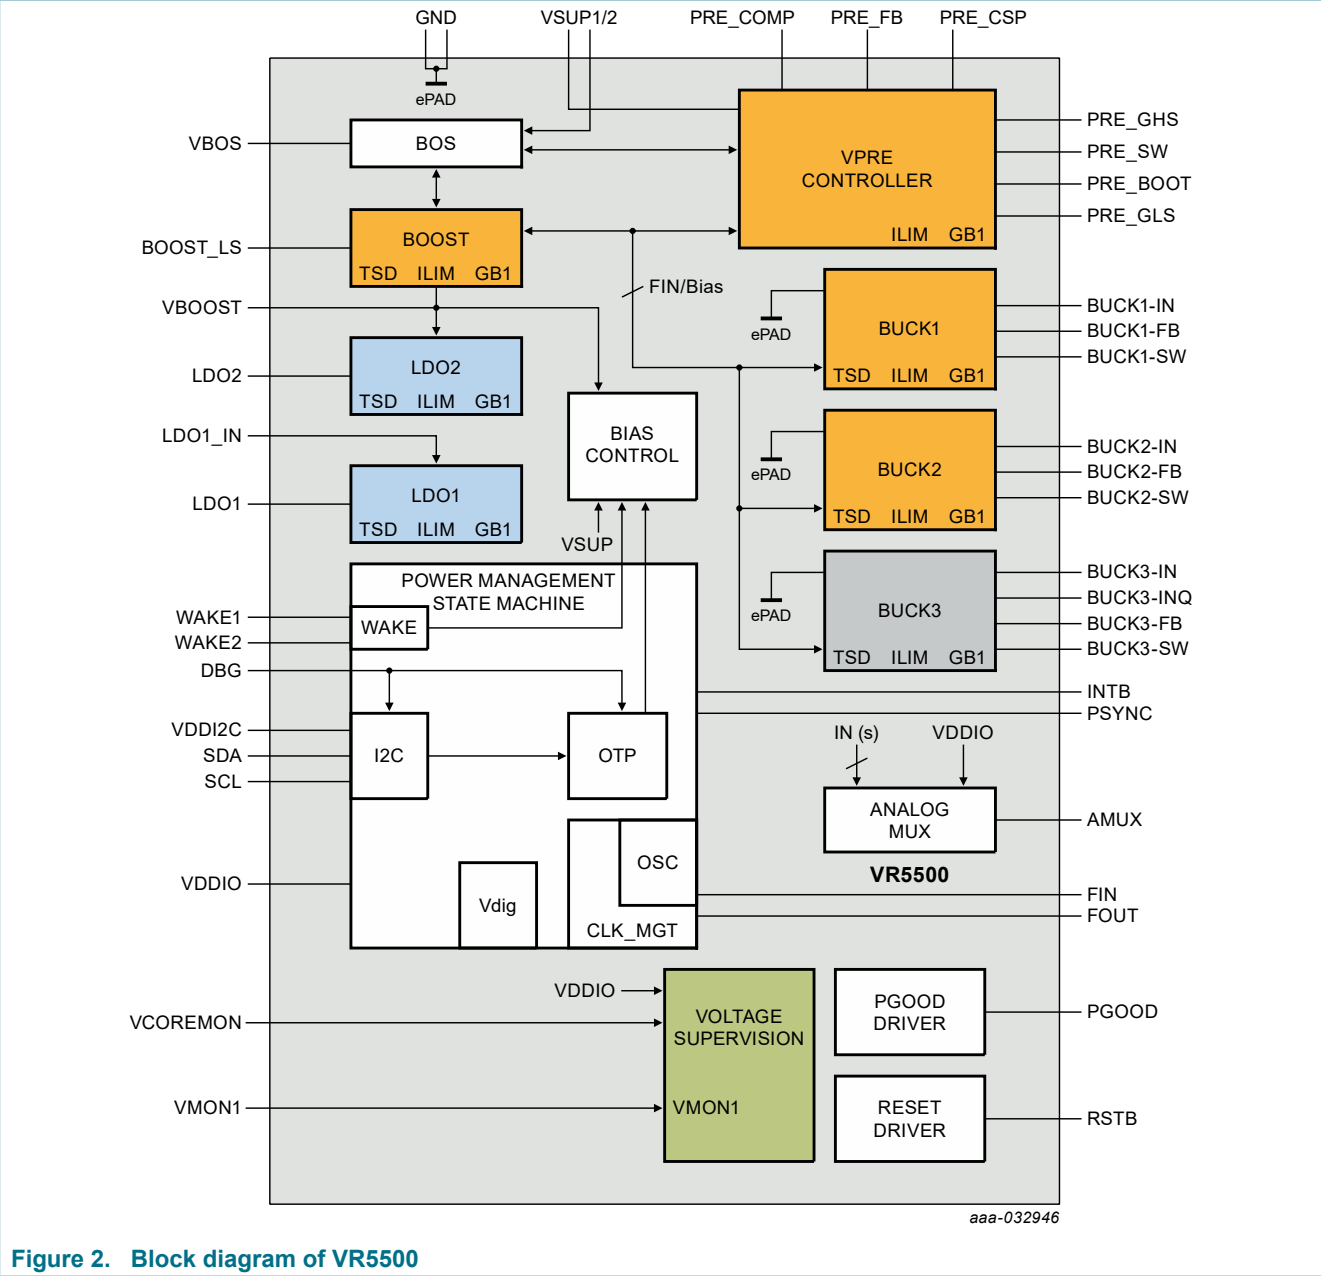 GND
VSUP1/2
PRE_COMP
PRE_FB
PRE_CSP
ePAD
VBOS
BOS
VPRE
CONTROLLER
ILIM GB1
PRE_GHS
PRE_SW
PRE_BOOT
PRE_GLS
BOOST_LS
BOOST
TSD ILIM GB1
VBOOST
FIN/Bias
LDO2
LDO2
TSD ILIM GB1
LDO1_IN
LDO1
LDO1
TSD ILIM GB1
BIAS
CONTROL
VSUP
ePAD
BUCK1
TSD ILIM GB1
BUCK1-IN
BUCK1-FB
BUCK1-SW
ePAD
BUCK2
TSD ILIM GB1
BUCK2-IN
BUCK2-FB
BUCK2-SW
ePAD
BUCK3
TSD ILIM GB1
BUCK3-IN
BUCK3-INQ
BUCK3-FB
BUCK3-SW
POWER MANAGEMENT
STATE MACHINE
WAKE1
WAKE2
WAKE
DBG
VDDI2C
SDA
SCL
I2C
OTP
INTB
PSYNC
IN (s)
VDDIO
ANALOG
MUX
AMUX
VR5500
VDDIO
Vdig
OSC
CLK_MGT
FIN
FOUT
VDDIO
VCOREMON
VMON1
VOLTAGE
SUPERVISION
VMON1
PGOOD
DRIVER
PGOOD
RESET
DRIVER
RSTB
aaa-032946
Figure 2. Block diagram of VR5500